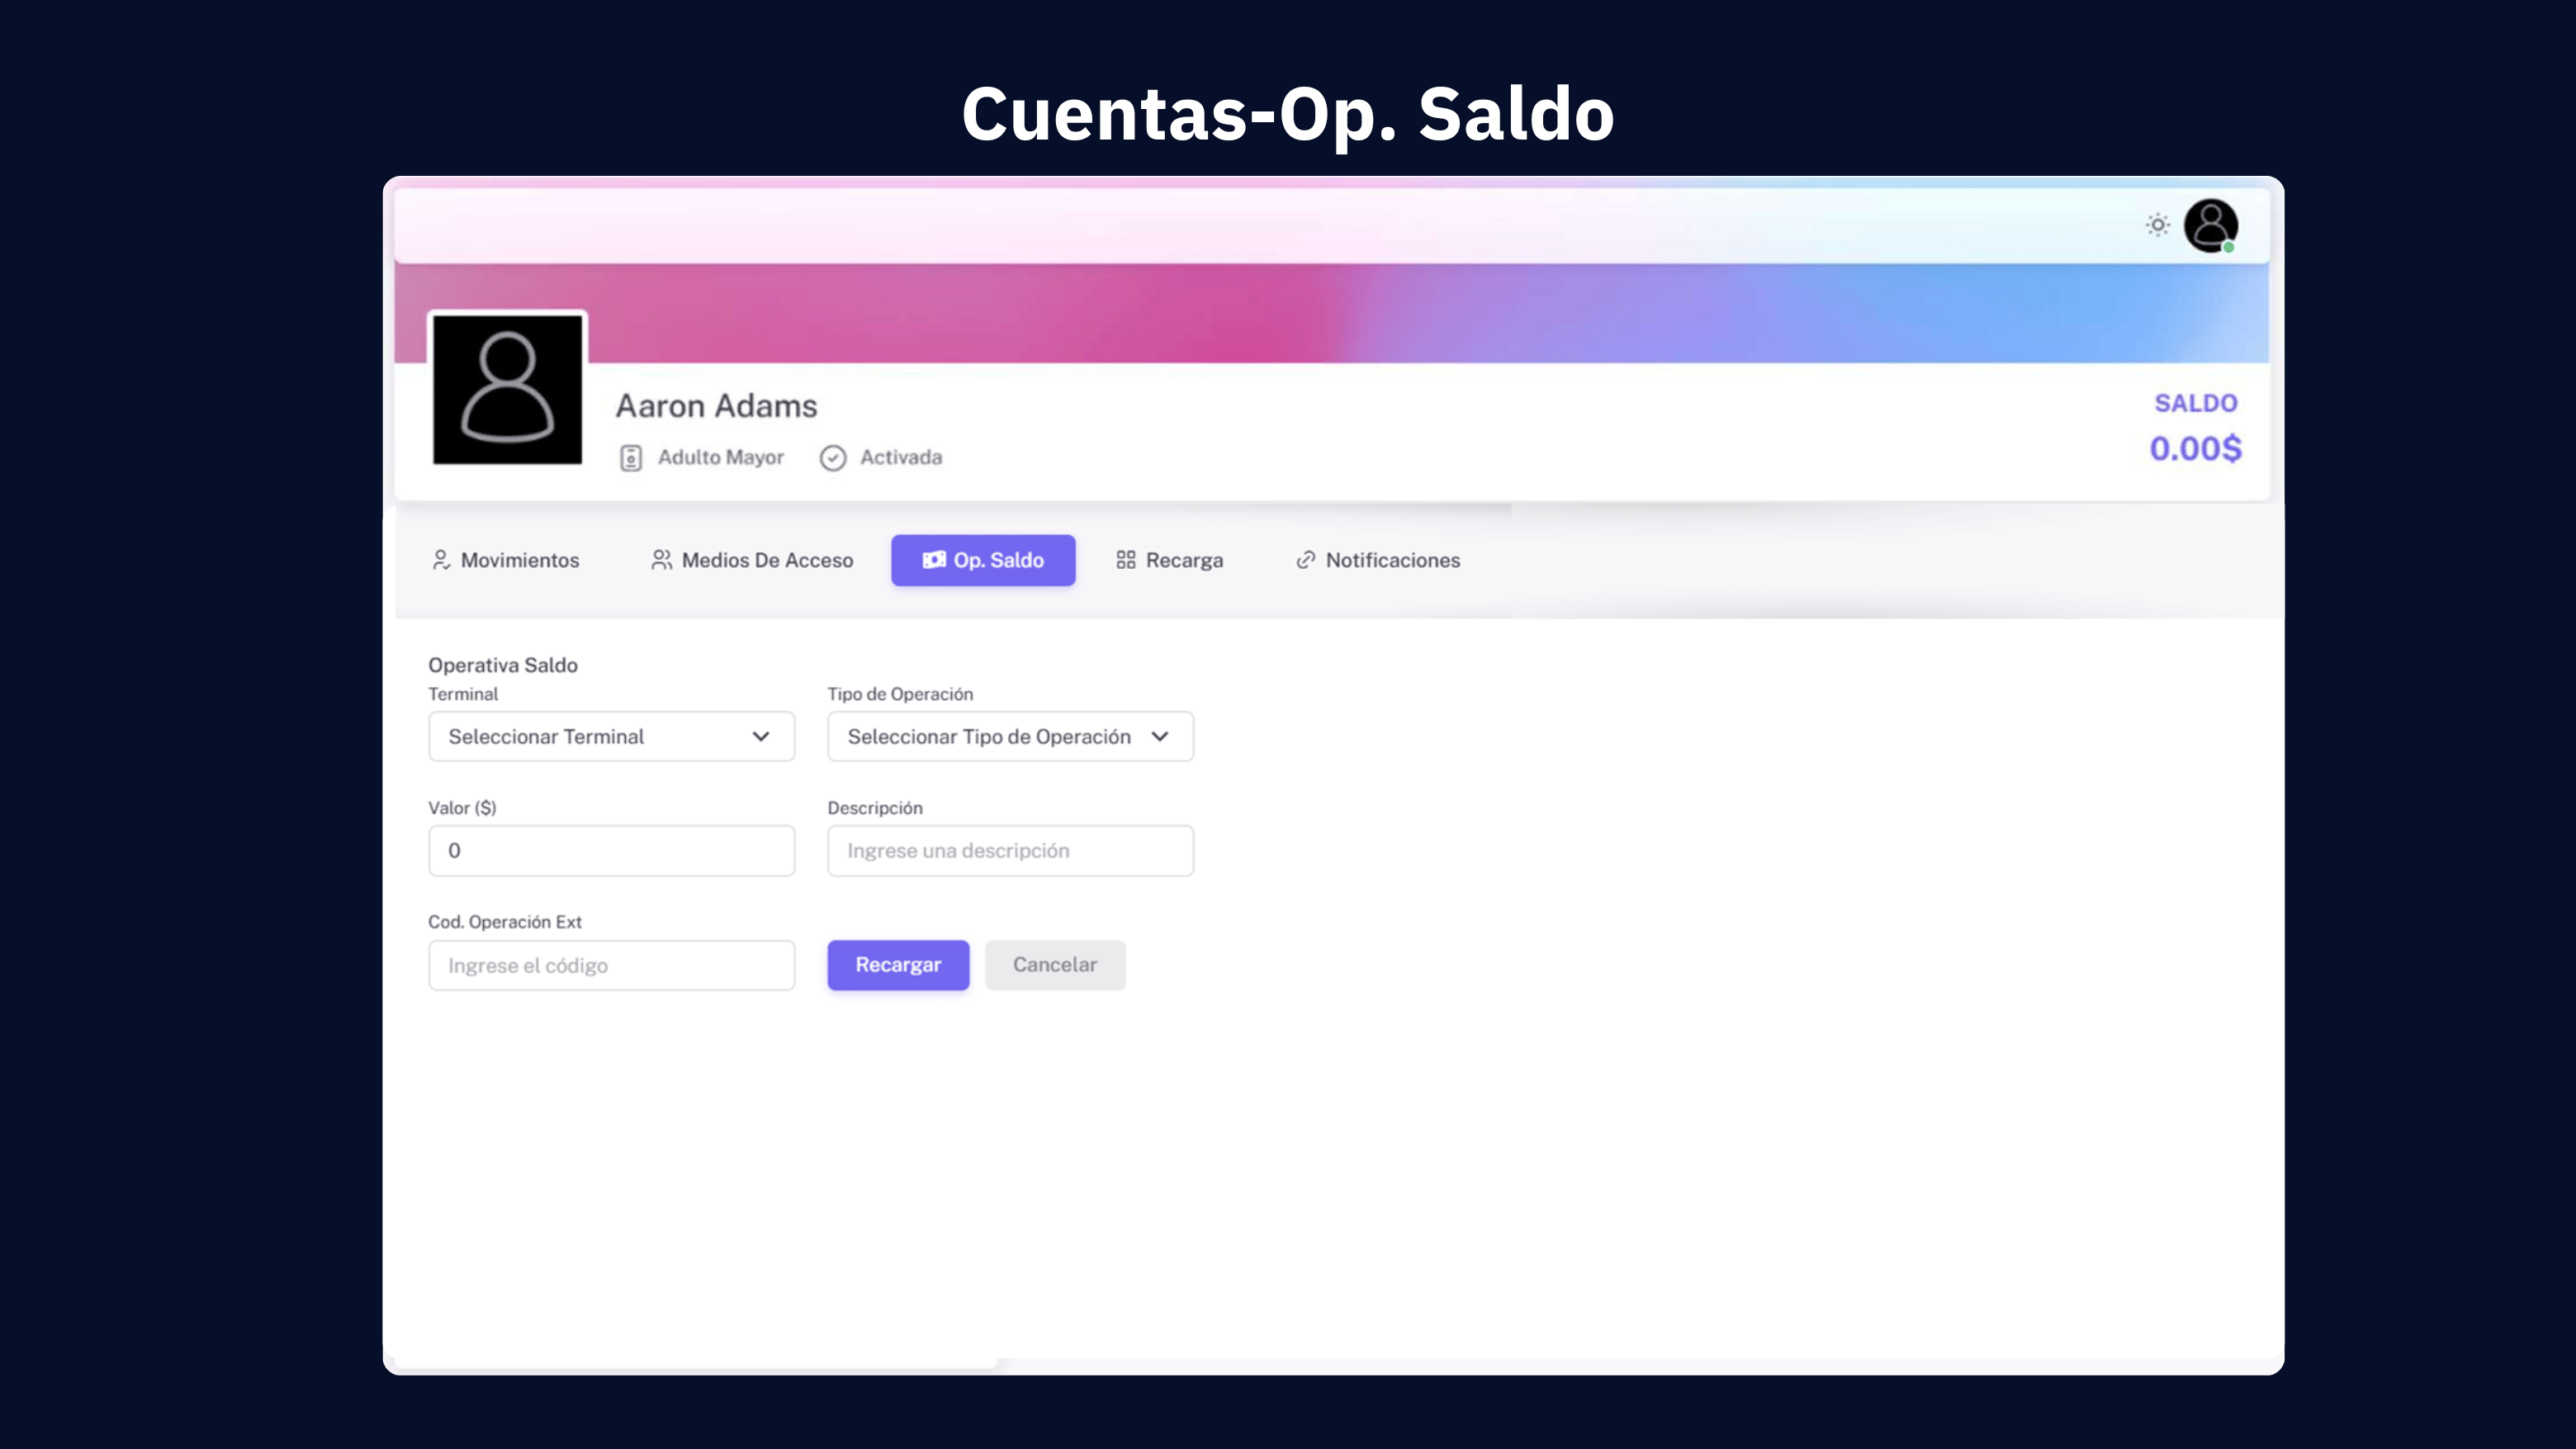 Cuentas-Op. Saldo
Aaron Adams
Adulto Mayor Activada
SALDO
0.00$
Movimientos Medios De Acceso Op. Saldo Recarga Notificaciones
Operativa Saldo
Terminal Tipo de Operación
Seleccionar Terminal Seleccionar Tipo de Operación
Valor ($) Descripción
0 Ingrese una descripción
Cod. Operación Ext
Ingrese el código Recargar Cancelar